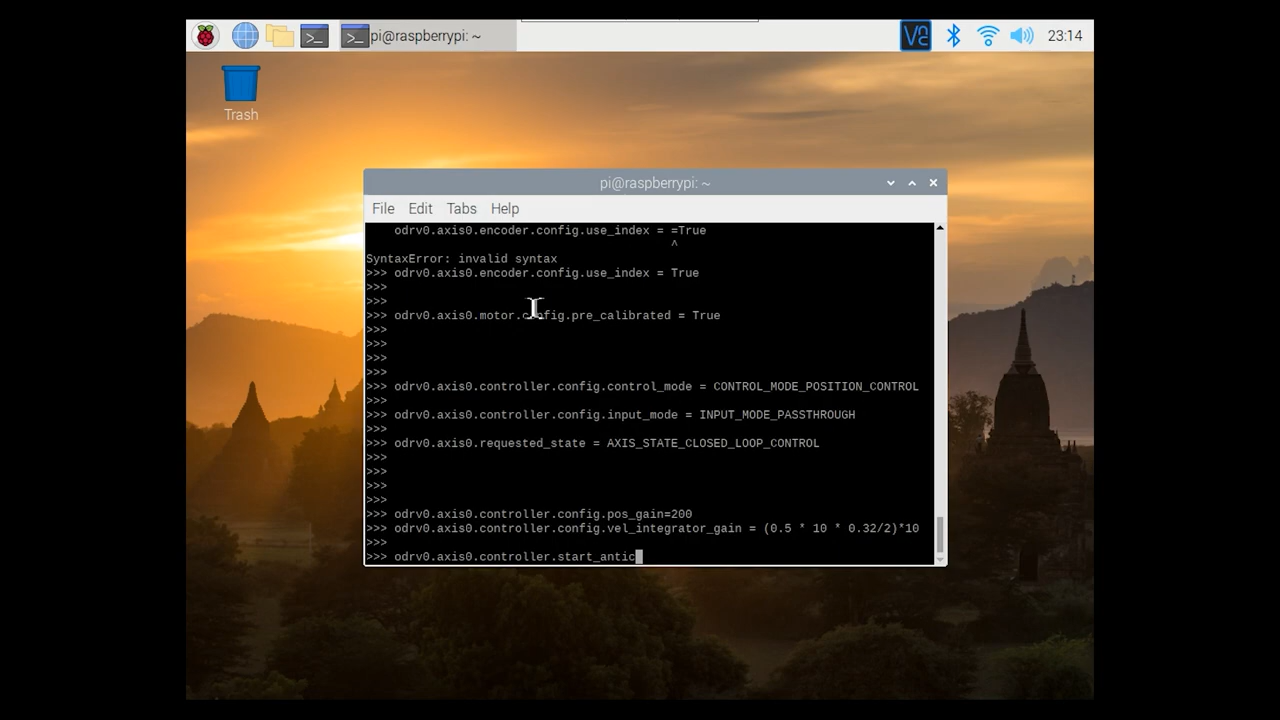 pi@raspberrypi: ~
23:14
Trash
pi@raspberrypi: ~
File Edit Tabs Help
odrv0.axis0.encoder.config.use_index = =True
^
SyntaxError: invalid syntax
>>> odrv0.axis0.encoder.config.use_index = True
>>>
>>>
>>> odrv0.axis0.motor.config.pre_calibrated = True
>>>
>>>
>>>
>>>
>>> odrv0.axis0.controller.config.control_mode = CONTROL_MODE_POSITION_CONTROL
>>>
>>> odrv0.axis0.controller.config.input_mode = INPUT_MODE_PASSTHROUGH
>>>
>>> odrv0.axis0.requested_state = AXIS_STATE_CLOSED_LOOP_CONTROL
>>>
>>>
>>>
>>>
>>> odrv0.axis0.controller.config.pos_gain=200
>>> odrv0.axis0.controller.config.vel_integrator_gain = (0.5 * 10 * 0.32/2)*10
>>>
>>> odrv0.axis0.controller.start_antic